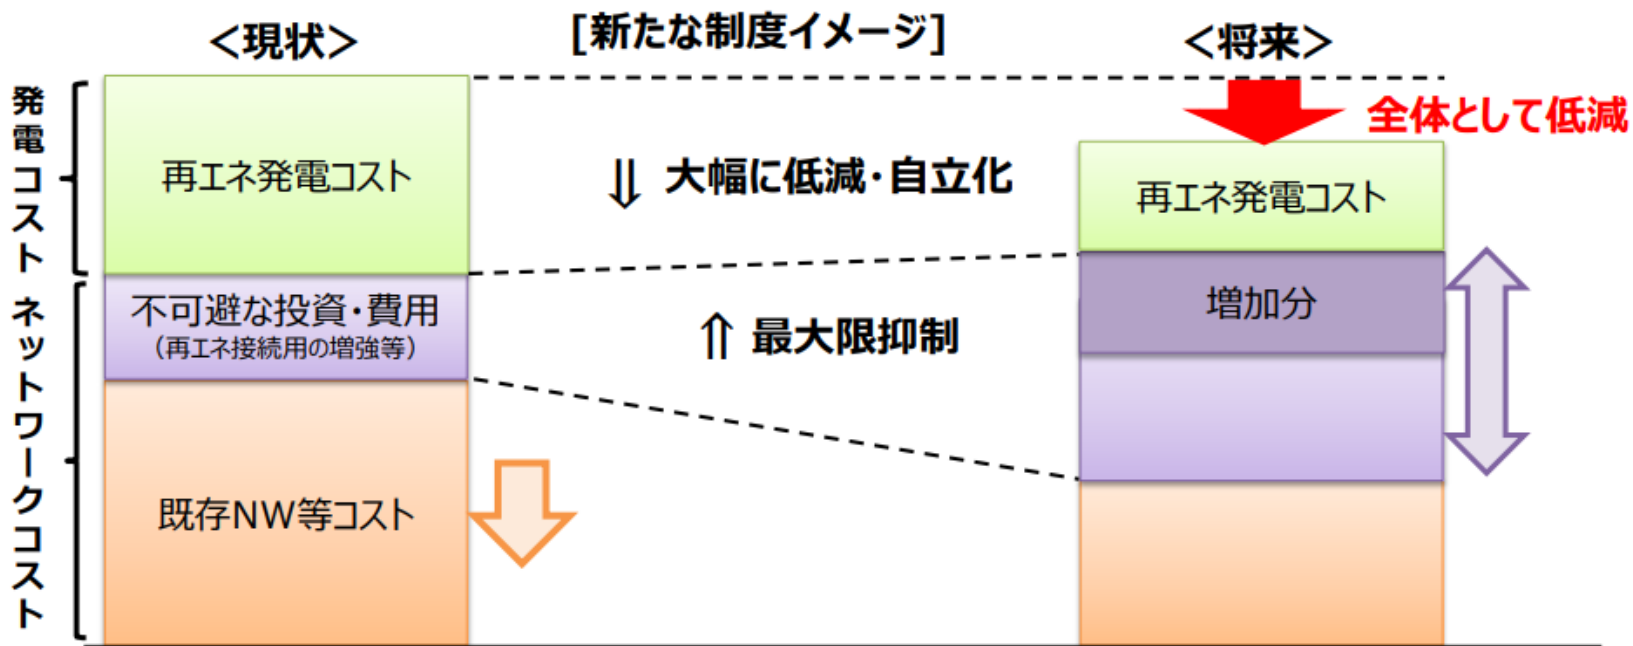 <現状>
[新たな制度イメージ]
<将来>
発電コスト
再エネ発電コスト
⇓ 大幅に低減・自立化
全体として低減
再エネ発電コスト
ネットワークコスト
不可避な投資・費用
（再エネ接続用の増強等）
⇑ 最大限抑制
増加分
既存NW等コスト